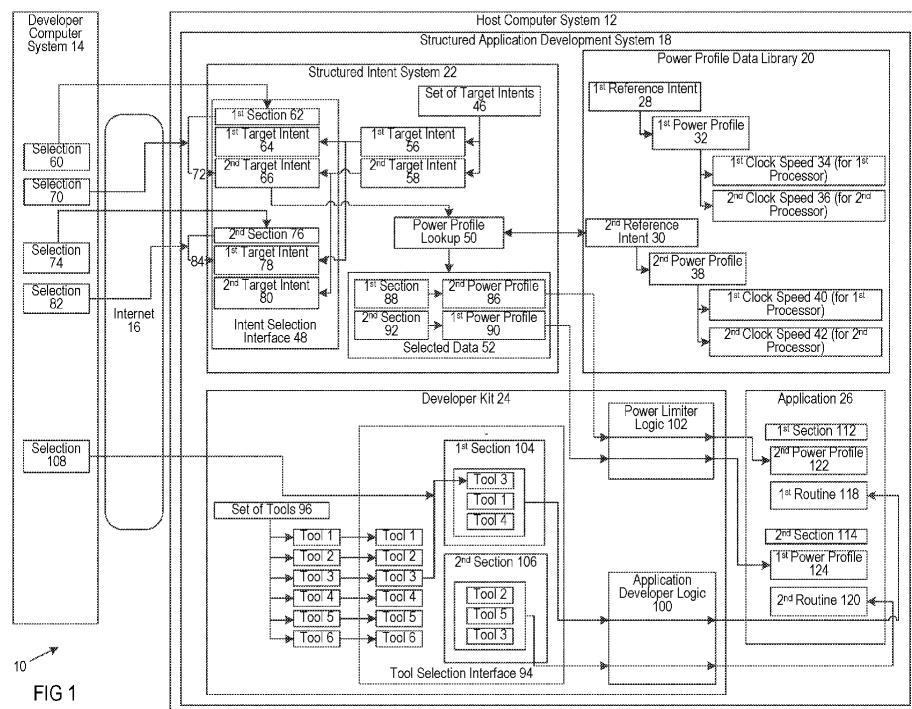 Developer
Computer
System 14
Host Computer System 12
Structured Application Development System 18
Structured Intent System 22
Power Profile Data Library 20
Set of Target Intents
46
1st Reference Intent
28
1st Section 62
1st Target Intent
64
1st Target Intent
56
1st Power Profile
32
Selection
60
2nd Target Intent
66
2nd Target Intent
58
72
1st Clock Speed 34 (for 1st
Processor)
Selection
70
2nd Clock Speed 36 (for 2nd
Processor)
Selection
74
2nd Section 76
Power Profile
Lookup 50
2nd Reference
Intent 30
84
1st Target Intent
78
2nd Power Profile
38
Selection
82
2nd Target Intent
80
1st Section
88
2nd Power Profile
86
1st Clock Speed 40 (for 1st
Processor)
Internet
16
Intent Selection
Interface 48
2nd Section
92
1st Power Profile
90
2nd Clock Speed 42 (for 2nd
Processor)
Selected Data 52
Developer Kit 24
Application 26
Power Limiter
Logic 102
1st Section 112
Selection
108
1st Section 104
2nd Power Profile
122
Tool 3
Tool 1
Tool 4
1st Routine 118
Set of Tools 96
Tool 1
Tool 1
2nd Section 114
Tool 2
Tool 2
2nd Section 106
1st Power Profile
124
Tool 3
Tool 3
Application
Developer Logic
100
Tool 4
Tool 4
Tool 2
2nd Routine 120
Tool 5
Tool 5
Tool 5
Tool 6
Tool 6
Tool 3
Tool Selection Interface 94
10
FIG 1